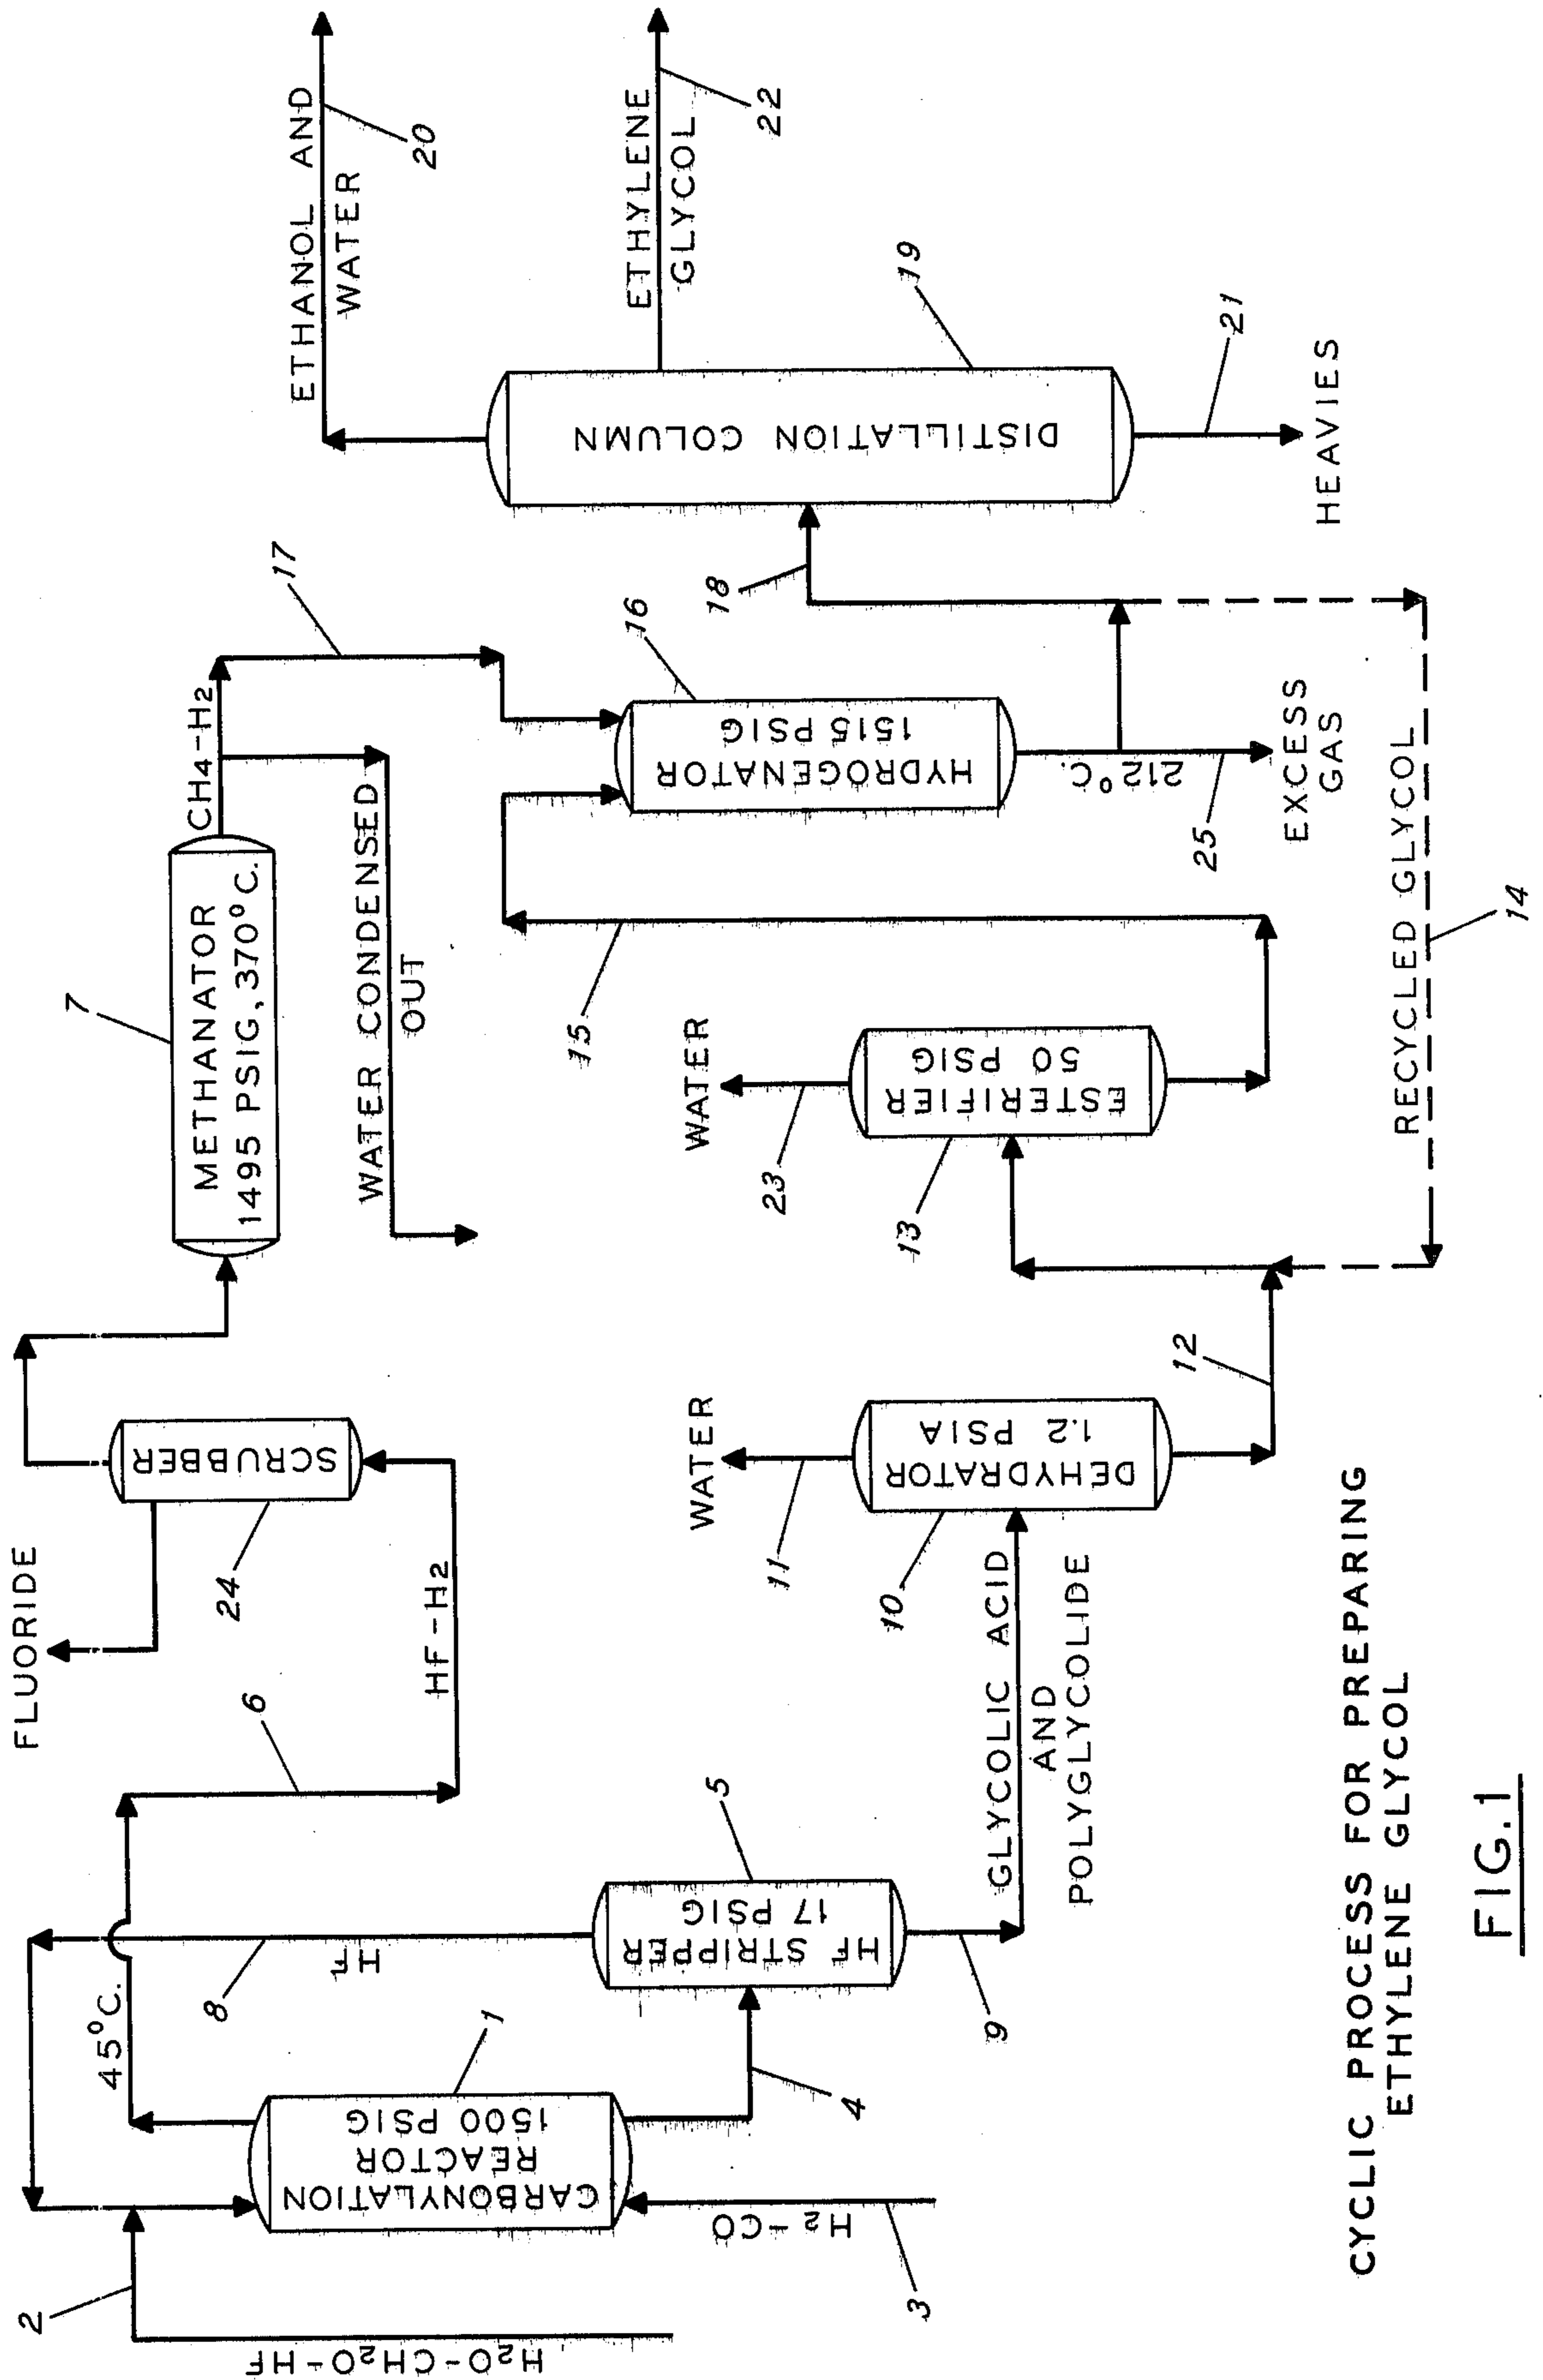 FLUORIDE
24
SCRUBBER
7
METHANATOR
1495 PSIG, 370°C.
CH4-H2
17
ETHANOL AND
WATER
20
45°C.
6
HF-H2
WATER CONDENSED
OUT
2
H2O-CH2O-HF
CARBONYLATION
REACTOR
1500 PSIG
1
H2-CO
3
4
8
HF
HF STRIPPER
17 PSIG
5
9
GLYCOLIC ACID
AND
POLYGLYCOLIDE
WATER
11
DEHYDRATOR
1.2 PSIA
10
12
WATER
23
ESTERIFIER
50 PSIG
13
15
HYDROGENATOR
1515 PSIG
16
212°C.
25
EXCESS
GAS
18
DISTILLATION COLUMN
19
ETHYLENE
GLYCOL
22
21
HEAVIES
RECYCLED GLYCOL
14
CYCLIC PROCESS FOR PREPARING
ETHYLENE GLYCOL
FIG.1